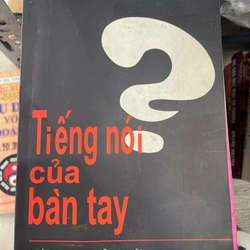 ?
Tiếng nói
của
bàn tay